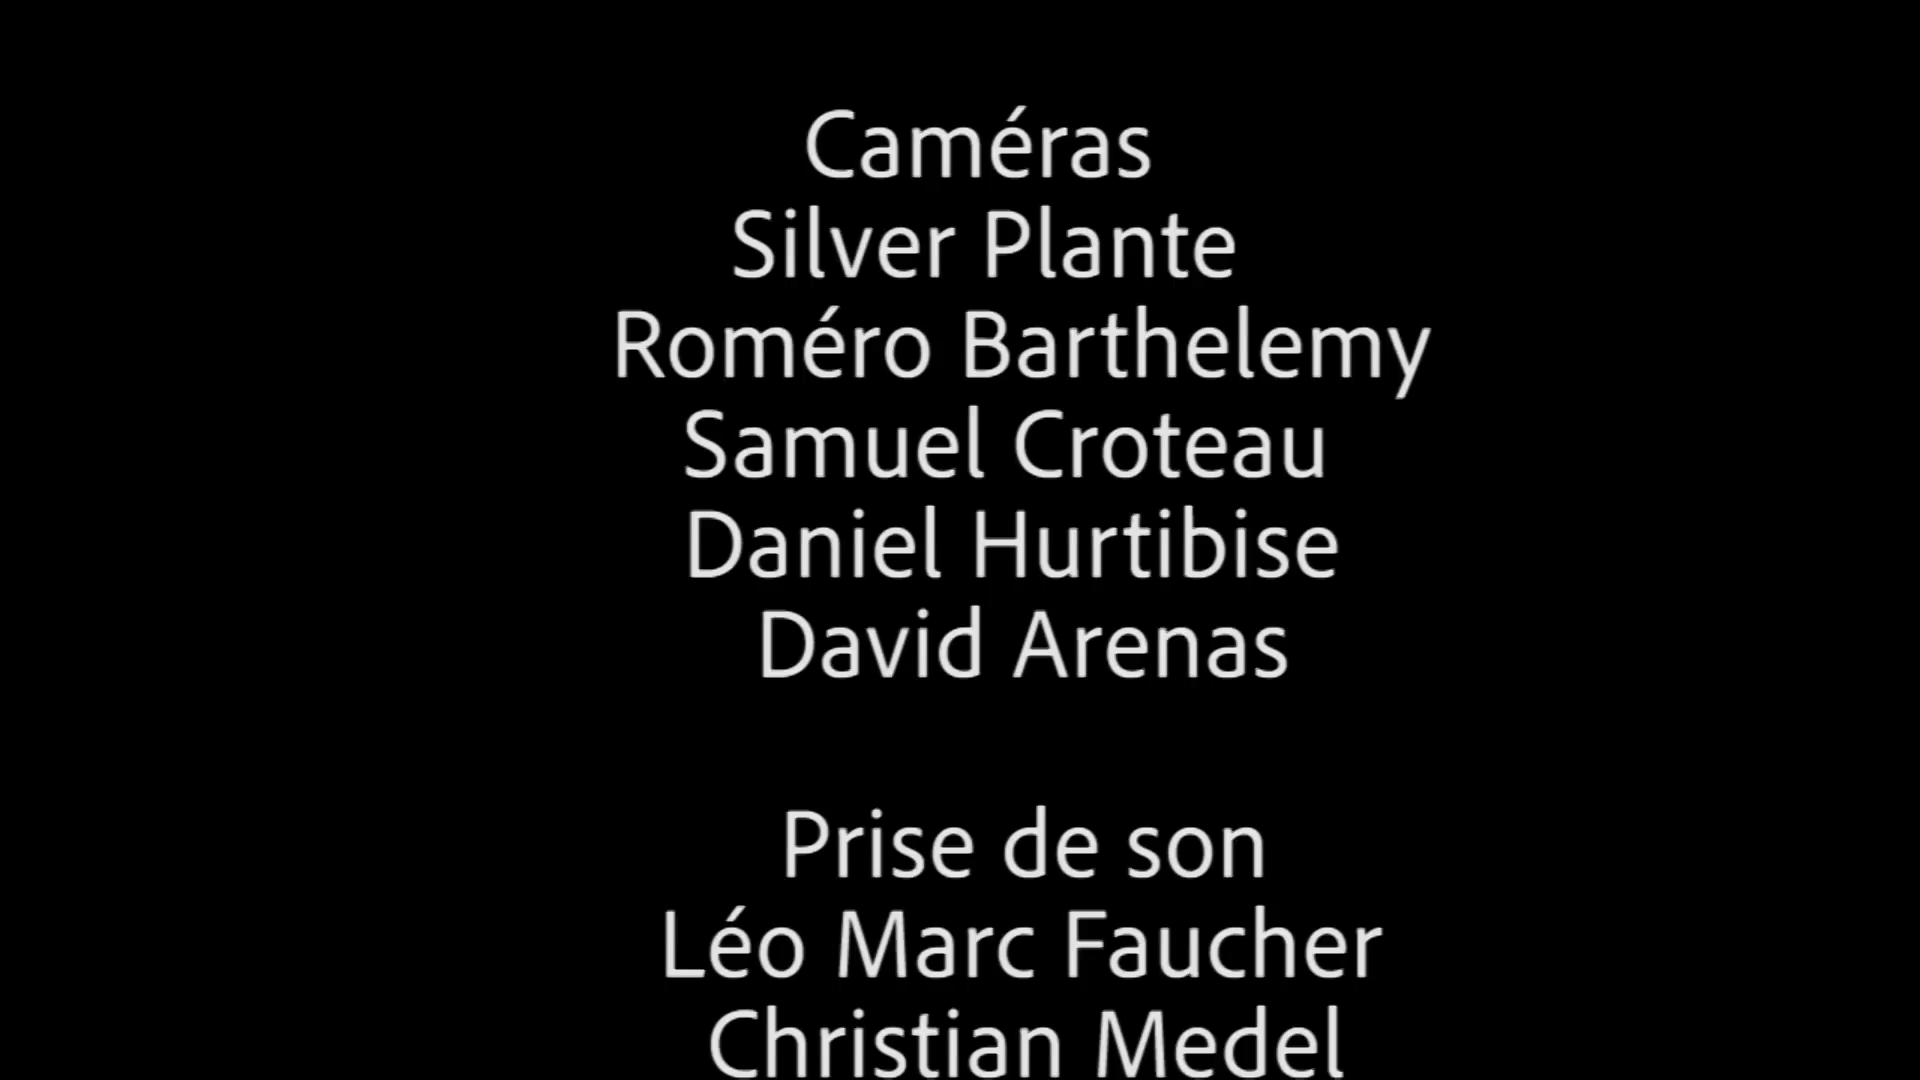 Caméras
Silver Plante
Roméro Barthelemy
Samuel Croteau
Daniel Hurtibise
David Arenas
Prise de son
Léo Marc Faucher
Christian Medel